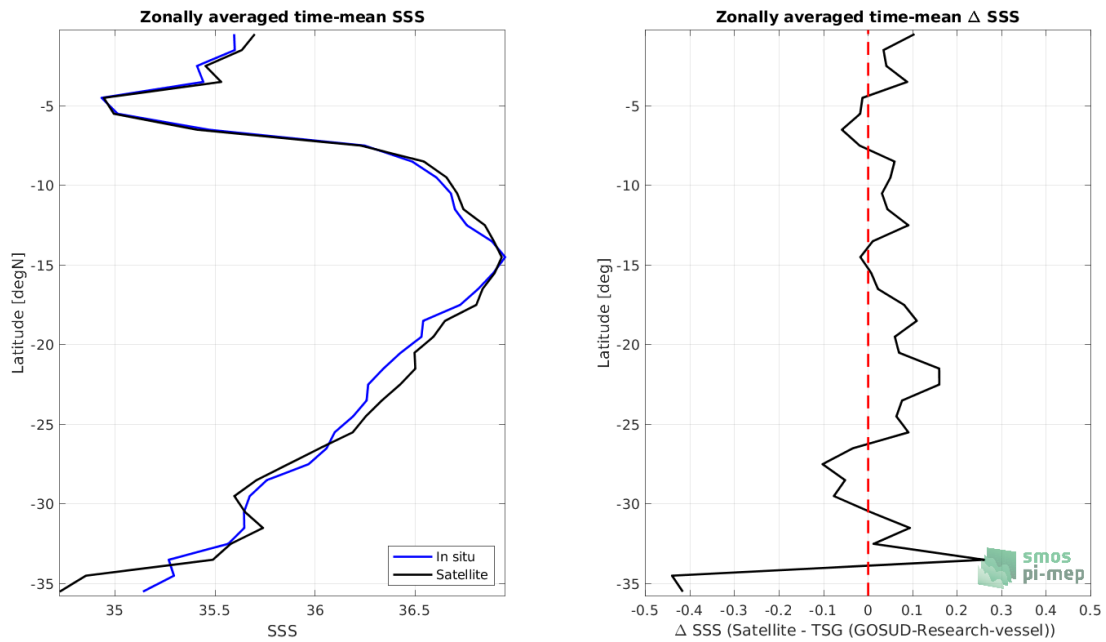 Zonally averaged time-mean SSS
Latitude [degN]
-5
-10
-15
-20
-25
-30
-35
35
35.5
36
36.5
SSS
In situ
Satellite
Zonally averaged time-mean Δ SSS
Latitude [deg]
-5
-10
-15
-20
-25
-30
-35
-0.5
-0.4
-0.3
-0.2
-0.1
0
0.1
0.2
0.3
0.4
0.5
Δ SSS (Satellite - TSG (GOSUD-Research-vessel))
smos
pi-mep